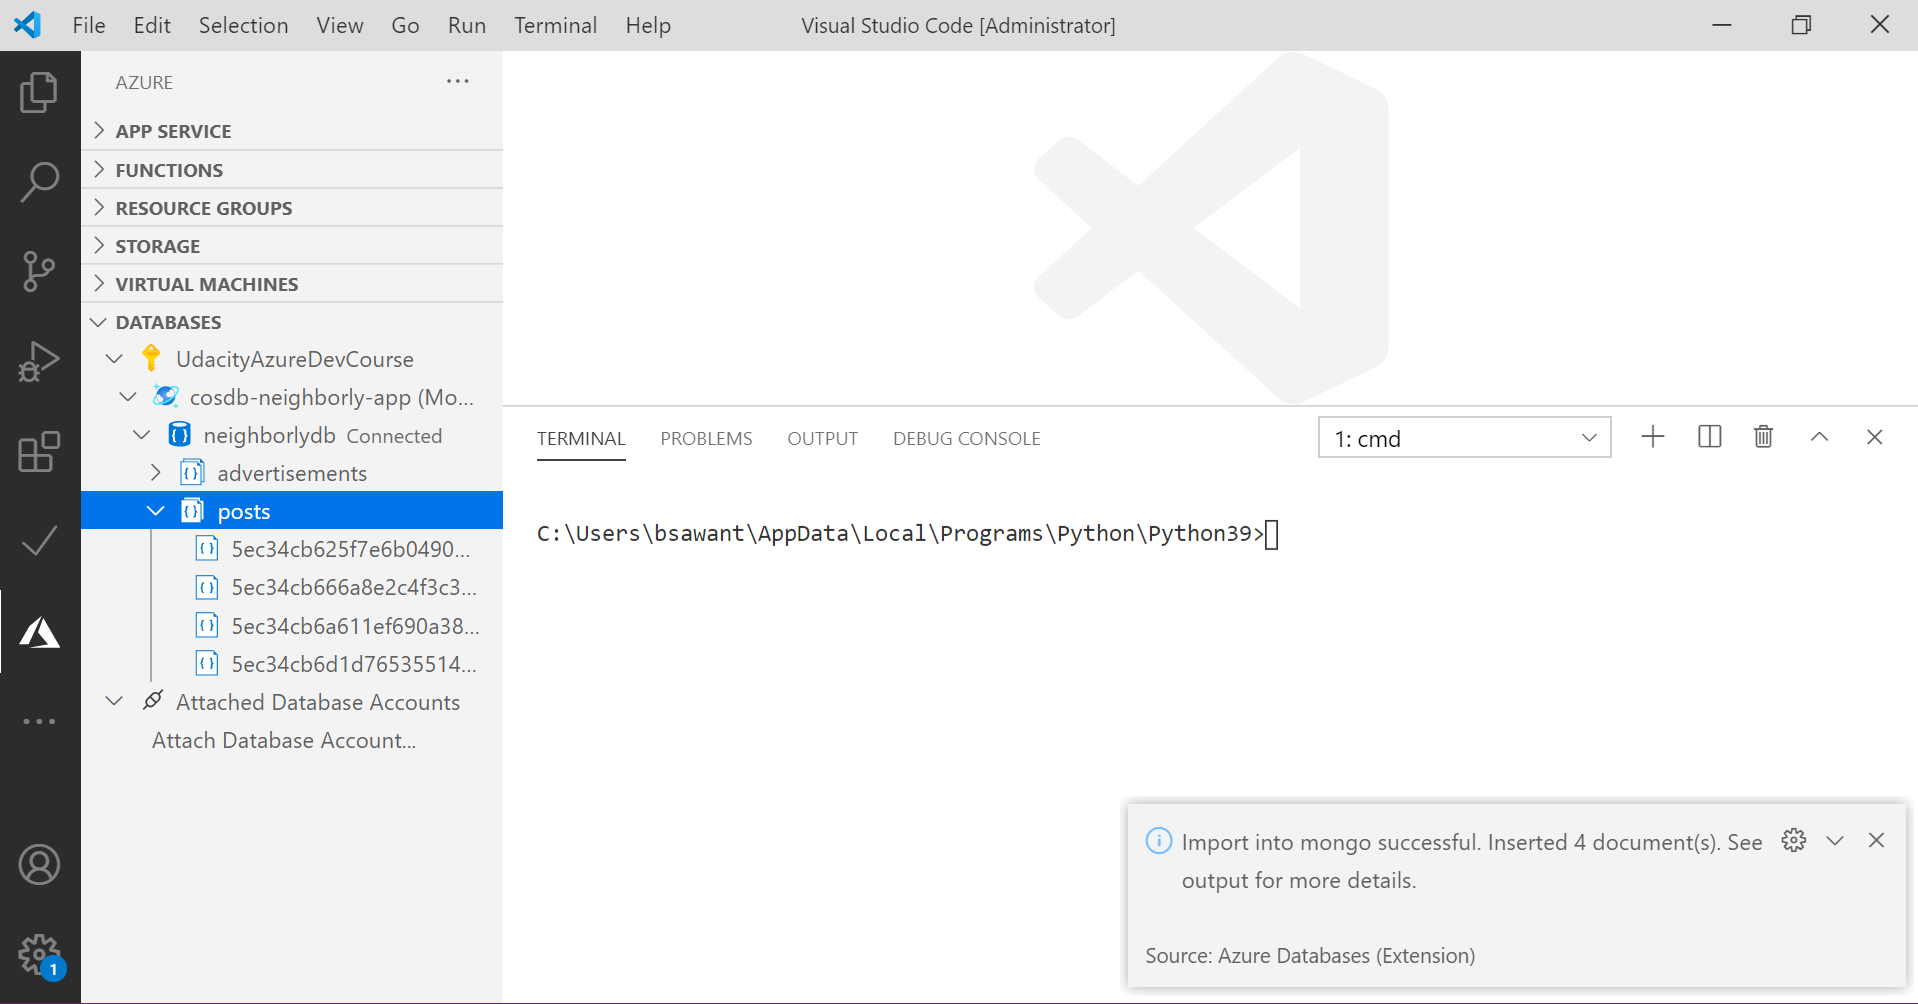 File Edit Selection View Go Run Terminal Help Visual Studio Code [Administrator]
AZURE
APP SERVICE
FUNCTIONS
RESOURCE GROUPS
STORAGE
VIRTUAL MACHINES
DATABASES
UdacityAzureDevCourse
cosdb-neighborly-app (Mo...
neighborlydb Connected
advertisements
posts
5ec34cb625f7e6b0490...
5ec34cb666a8e2c4f3c3...
5ec34cb6a611ef690a38...
5ec34cb6d1d76535514...
Attached Database Accounts
Attach Database Account...
1
TERMINAL PROBLEMS OUTPUT DEBUG CONSOLE 1: cmd
C:\Users\bsawant\AppData\Local\Programs\Python\Python39>
Import into mongo successful. Inserted 4 document(s). See
output for more details.
Source: Azure Databases (Extension)